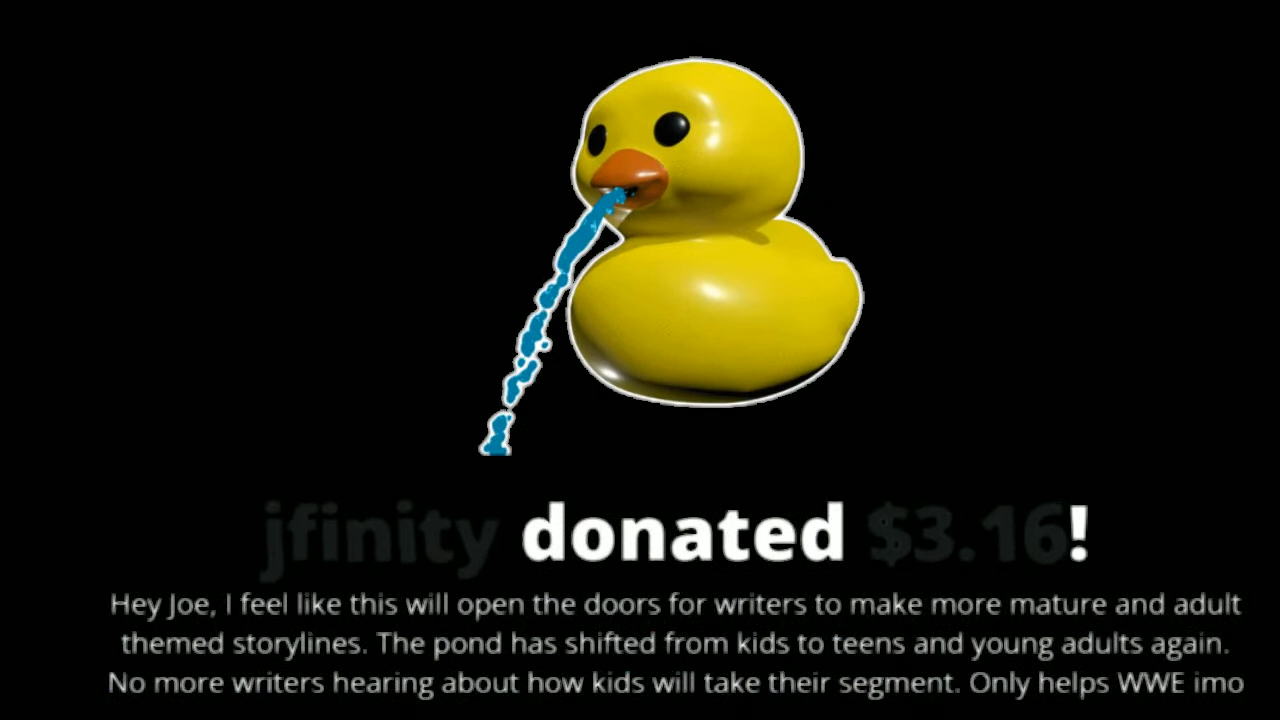 jfinity donated $3.16!
Hey Joe, I feel like this will open the doors for writers to make more mature and adult
themed storylines. The pond has shifted from kids to teens and young adults again.
No more writers hearing about how kids will take their segment. Only helps WWE imo